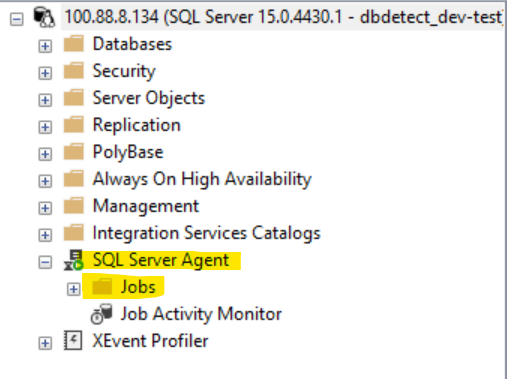 100.88.8.134 (SQL Server 15.0.4430.1 - dbdetect_dev-test
Databases
Security
Server Objects
Replication
PolyBase
Always On High Availability
Management
Integration Services Catalogs
SQL Server Agent
Jobs
Job Activity Monitor
XEvent Profiler